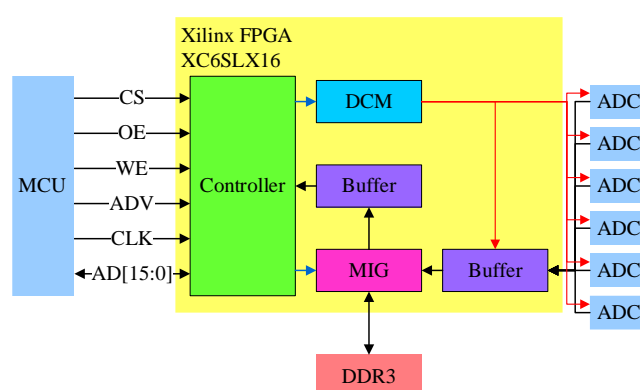 Xilinx FPGA
XC6SLX16
MCU
CS
OE
WE
ADV
CLK
AD[15:0]
Controller
DCM
Buffer
MIG
Buffer
DDR3
ADC
ADC
ADC
ADC
ADC
ADC